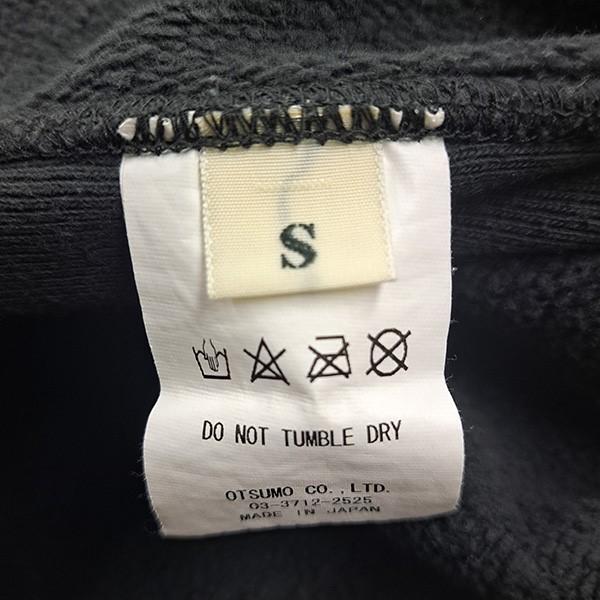 S
DO NOT TUMBLE DRY
OTSUMO CO.,LTD.
03-3712-2525
MADE IN JAPAN